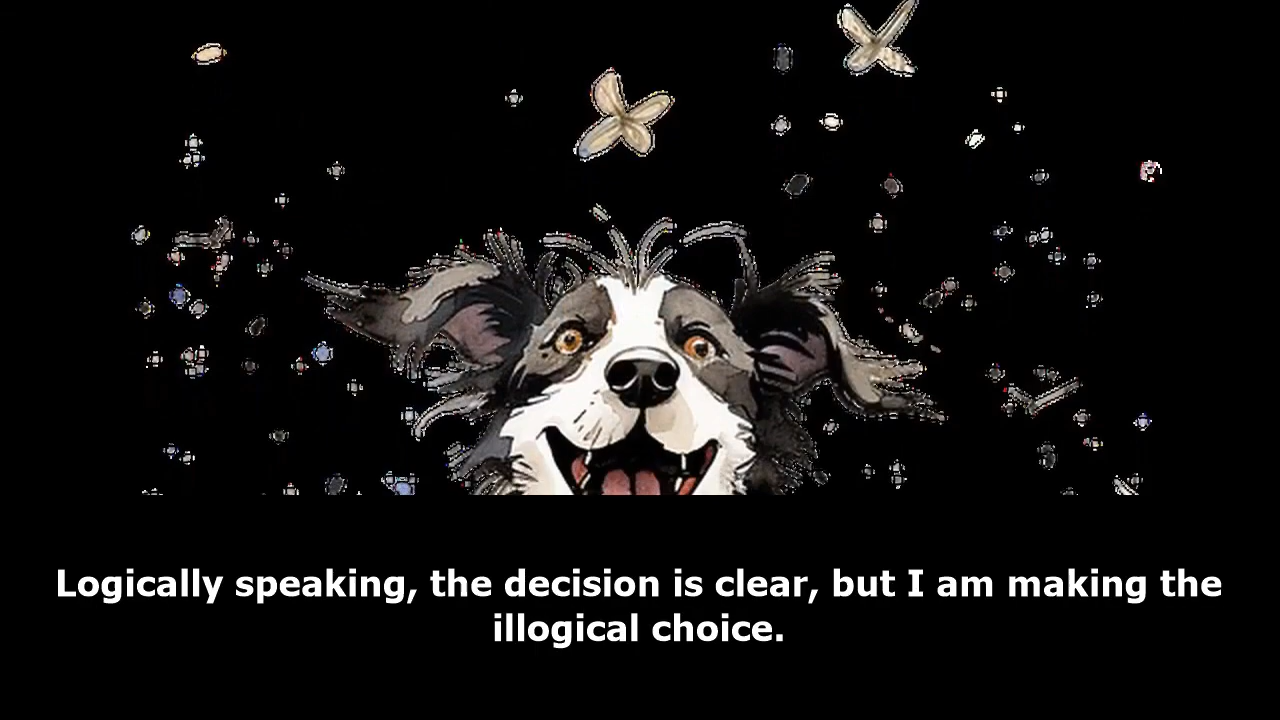 Logically speaking, the decision is clear, but I am making the
illogical choice.